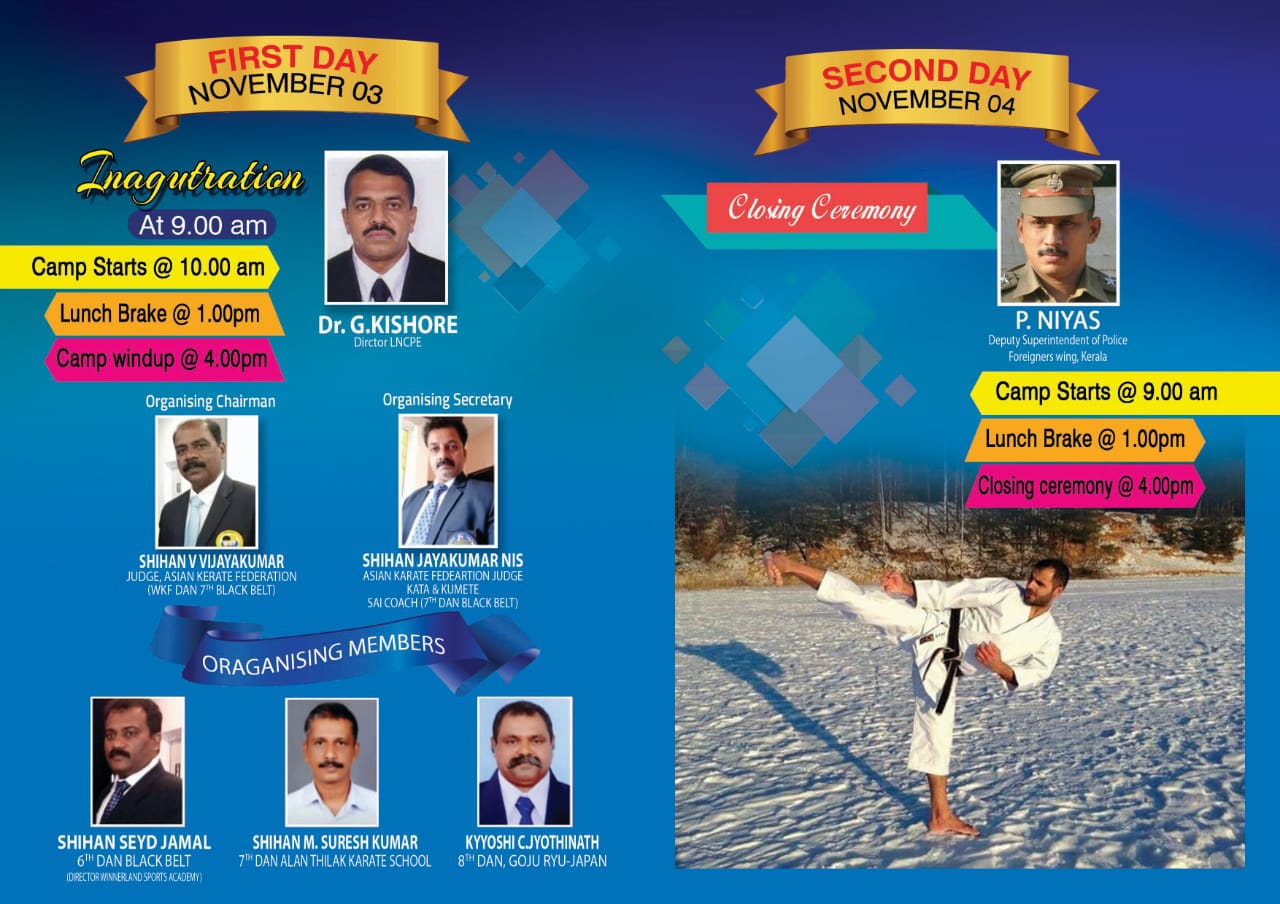 FIRST DAY
NOVEMBER 03
Inagutration
At 9.00 am
Camp Starts @ 10.00 am
Lunch Brake @ 1.00pm
Camp windup @ 4.00pm
Dr. G.KISHORE
Dirctor LNCPE
Organising Chairman
SHIHAN V VIJAYAKUMAR
JUDGE, ASIAN KERATE FEDERATION
(WKF DAN 7TH BLACK BELT)
Organising Secretary
SHIHAN JAYAKUMAR NIS
ASIAN KARATE FEDEARTION JUDGE
KATA & KUMETE
SAI COACH (7TH DAN BLACK BELT)
ORAGANISING MEMBERS
SHIHAN SEYD JAMAL
6TH DAN BLACK BELT
(DIRECTOR WINNERLAND SPORTS ACADEMY)
SHIHAN M. SURESH KUMAR
7TH DAN ALAN THILAK KARATE SCHOOL
KYYOSHI C.JYOTHINATH
8TH DAN, GOJU RYU-JAPAN
SECOND DAY
NOVEMBER 04
Closing Ceremony
P. NIYAS
Deputy Superintendent of Police
Foreigners wing, Kerala
Camp Starts @ 9.00 am
Lunch Brake @ 1.00pm
Closing ceremony @ 4.00pm